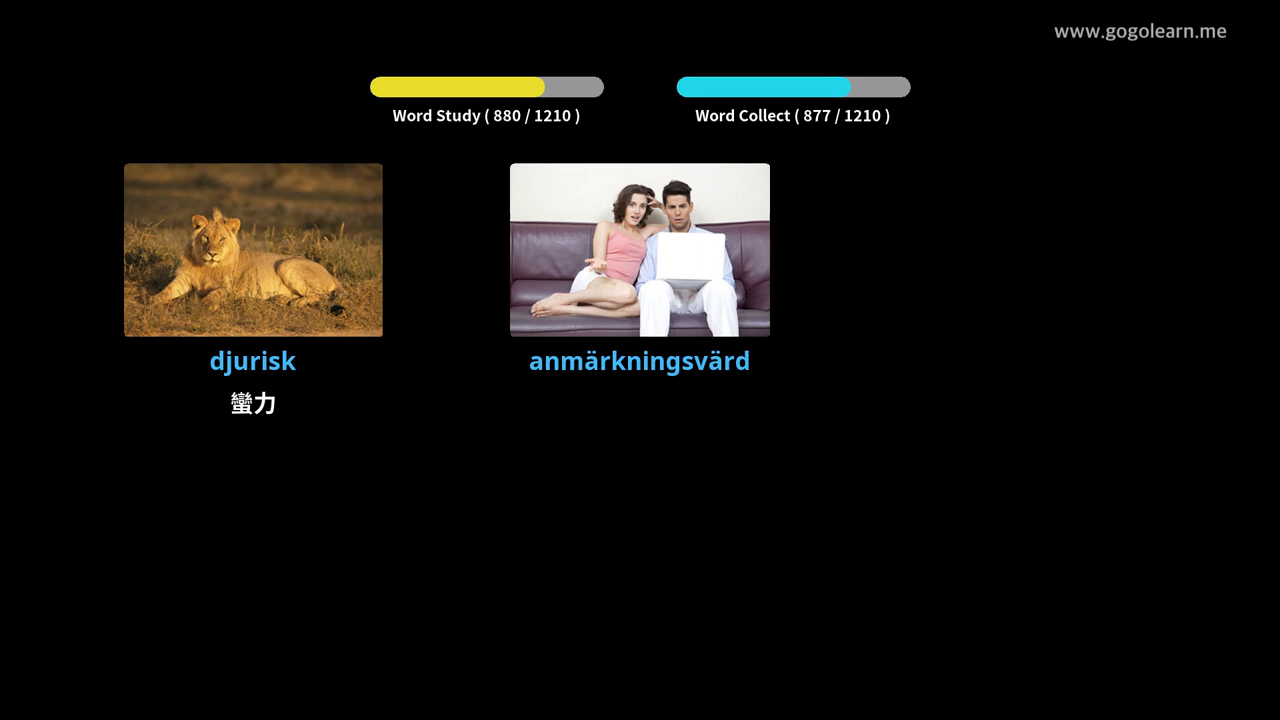 www.gogolearn.me
Word Study ( 880 / 1210 )
Word Collect ( 877 / 1210 )
djurisk
anmärkningsvärd
蠻力